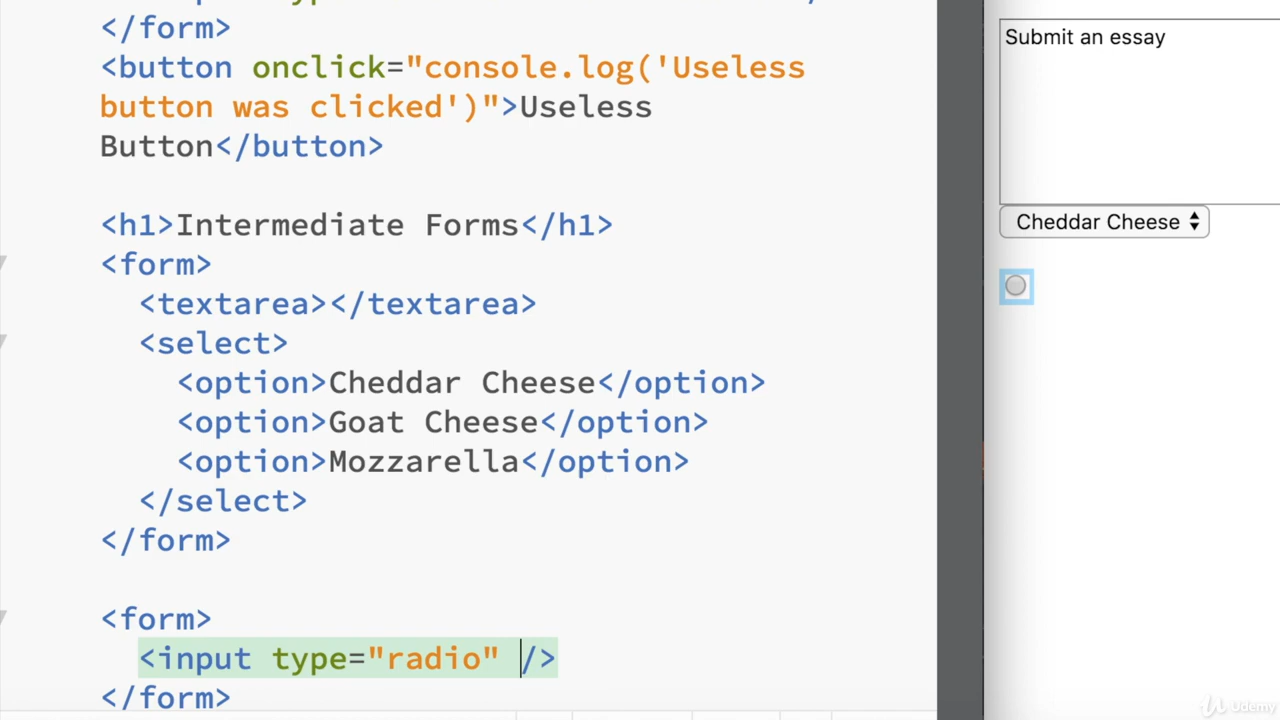 </form>
<button onclick="console.log('Useless
button was clicked')">Useless
Button</button>
<h1>Intermediate Forms</h1>
<form>
<textarea></textarea>
<select>
<option>Cheddar Cheese</option>
<option>Goat Cheese</option>
<option>Mozzarella</option>
</select>
</form>
<form>
<input type="radio" />
</form>
Submit an essay
Cheddar Cheese
Udemy